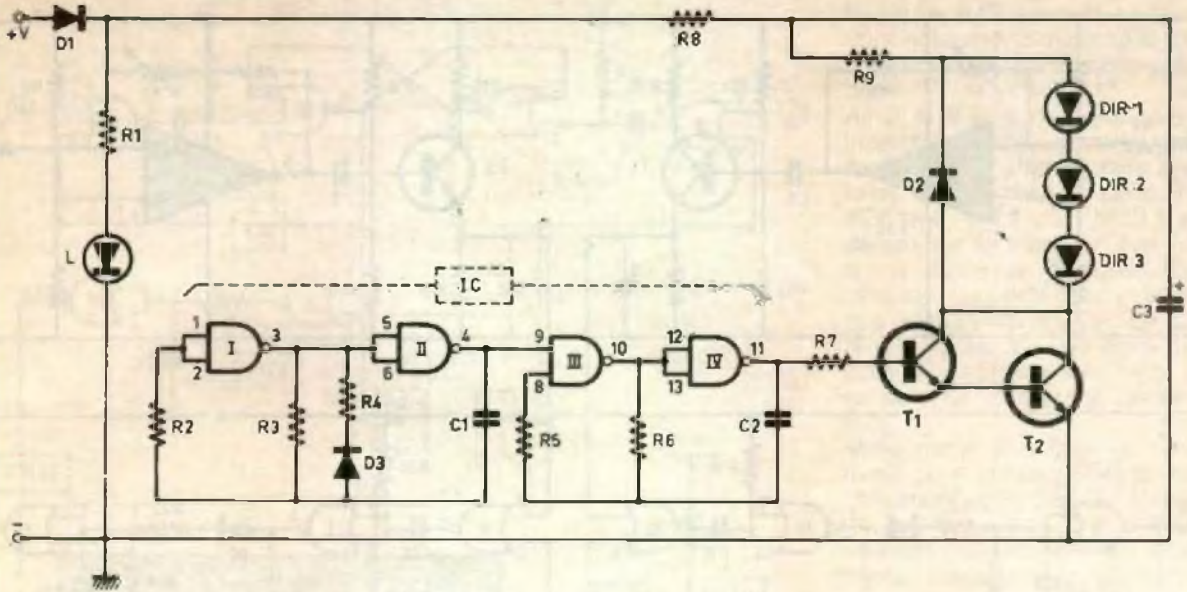 +V
D1
R8
R9
R1
DIR-1
DIR.2
DIR 3
D2
L
IC
C3
+
1
2
3
I
5
6
4
II
9
8
10
III
12
13
11
IV
R7
R2
R3
R4
D3
C1
R5
R6
C2
T1
T2
-